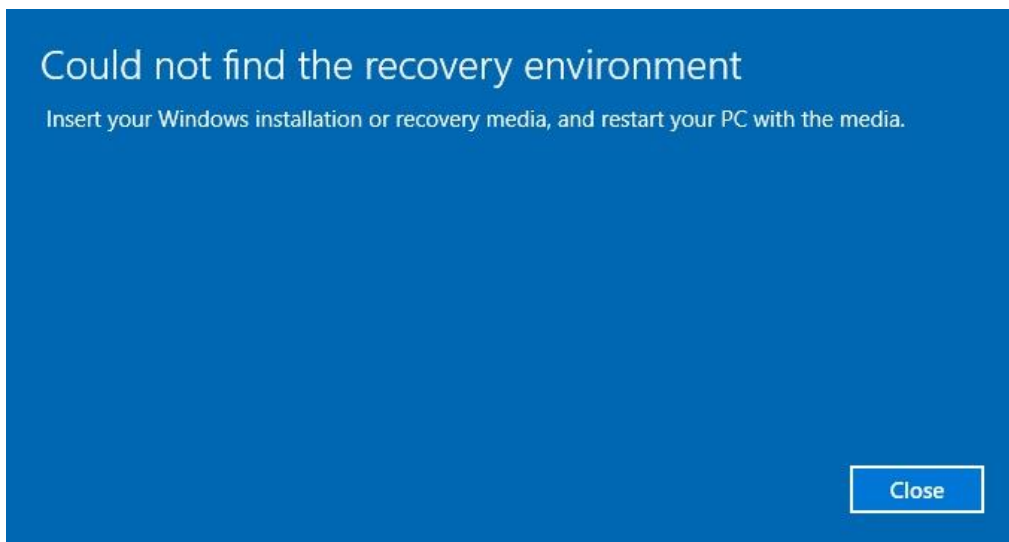 Could not find the recovery environment
Insert your Windows installation or recovery media, and restart your PC with the media.
Close